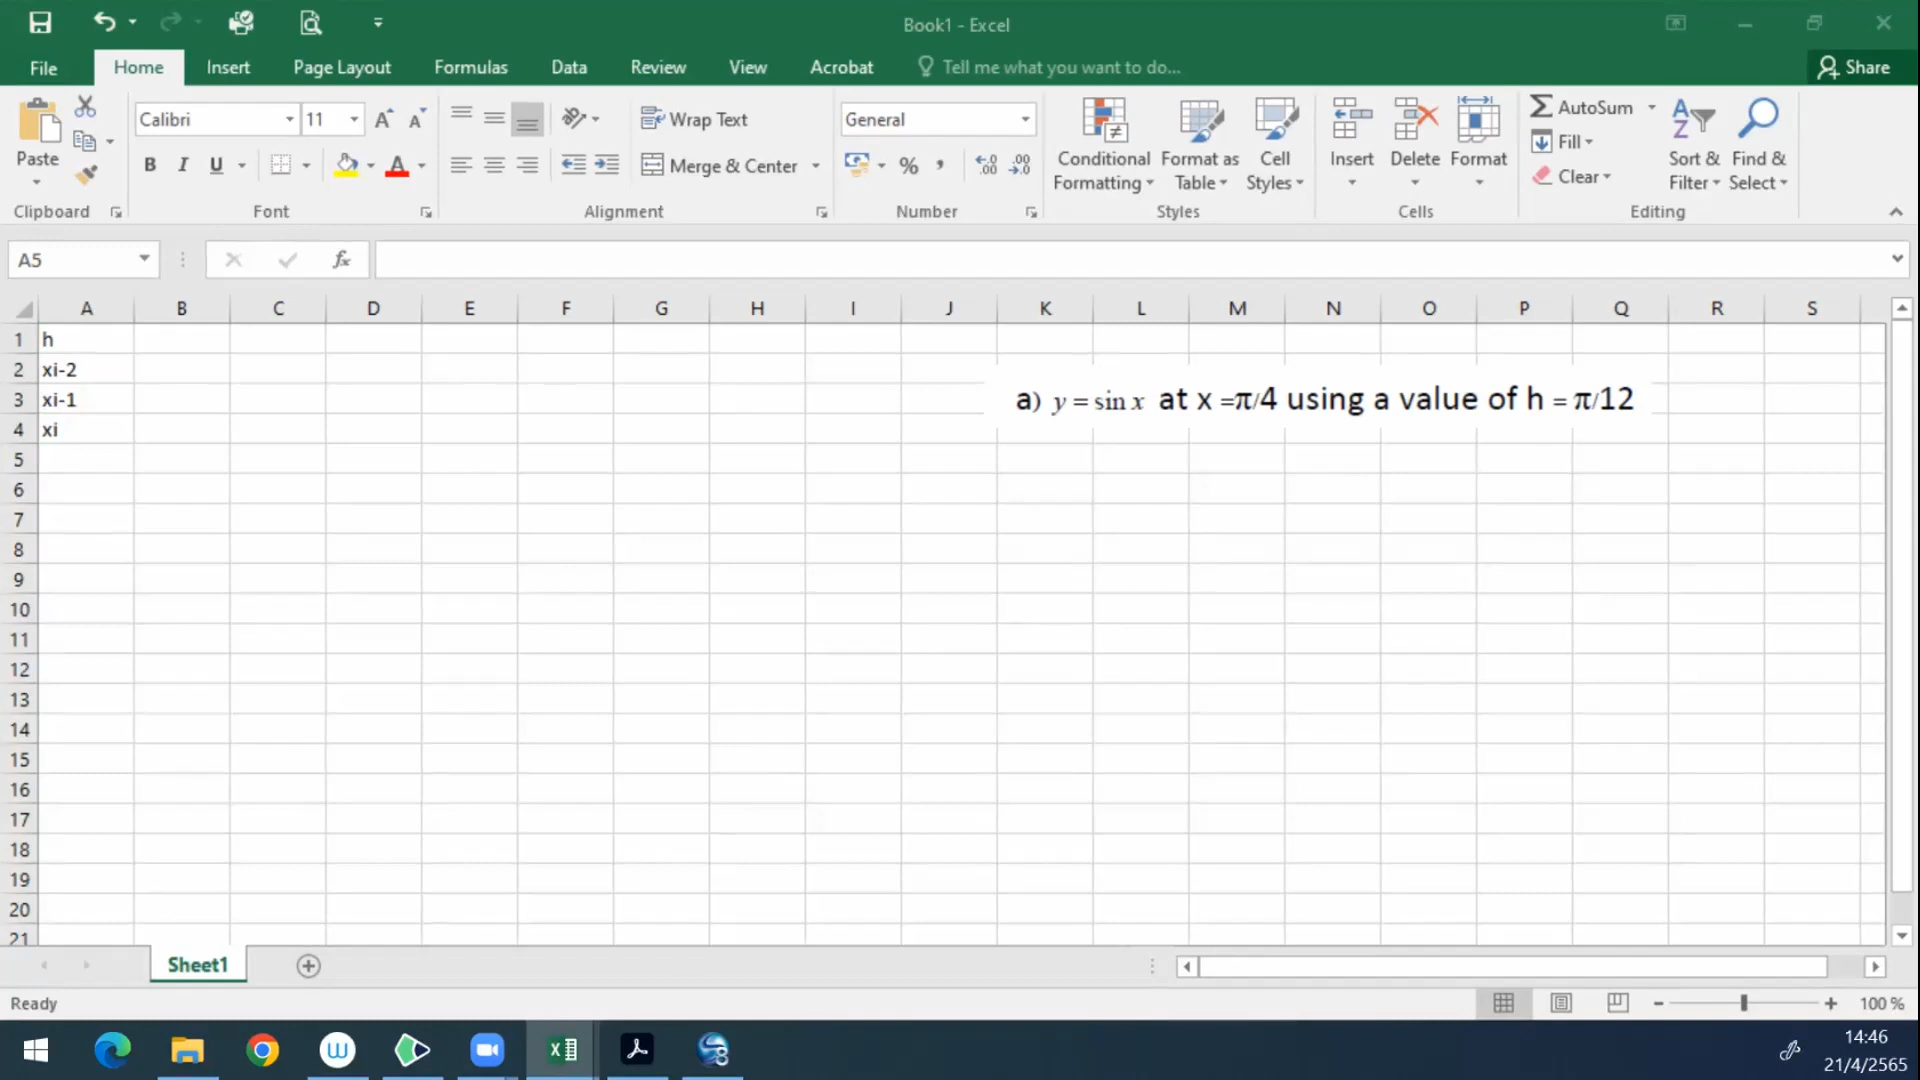 Book1 - Excel
File Home Insert Page Layout Formulas Data Review View Acrobat Tell me what you want to do... Share
Paste
Calibri 11
B I U
Wrap Text
Merge & Center
General
%
Conditional Formatting
Format as Table
Cell Styles
Insert
Delete
Format
AutoSum
Fill
Clear
Sort & Filter
Find & Select
Clipboard Font Alignment Number Styles Cells Editing
A5 fx
A B C D E F G H I J K L M N O P Q R S
1 h
2 xi-2
3 xi-1
a) y = sin x at x =π/4 using a value of h = π/12
4 xi
5
6
7
8
9
10
11
12
13
14
15
16
17
18
19
20
21
Sheet1
Ready 100 %
14:46
21/4/2565